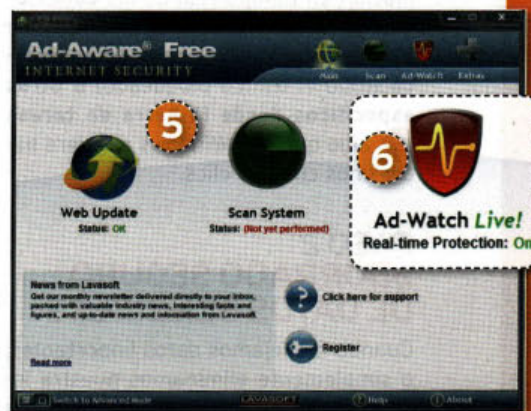 Ad-Aware® Free
INTERNET SECURITY
Main Scan Ad-Watch Extras
5
6
Web Update
Status: OK
Scan System
Status: (Not yet performed)
Ad-Watch Live!
Real-time Protection: On
News from Lavasoft
Get our monthly newsletter delivered directly to your inbox,
packed with valuable industry news, interesting facts and
figures, and up-to-date news and information from Lavasoft.
Read more
Click here for support
Register
Switch to Advanced Mode
LAVASOFT
Help
About